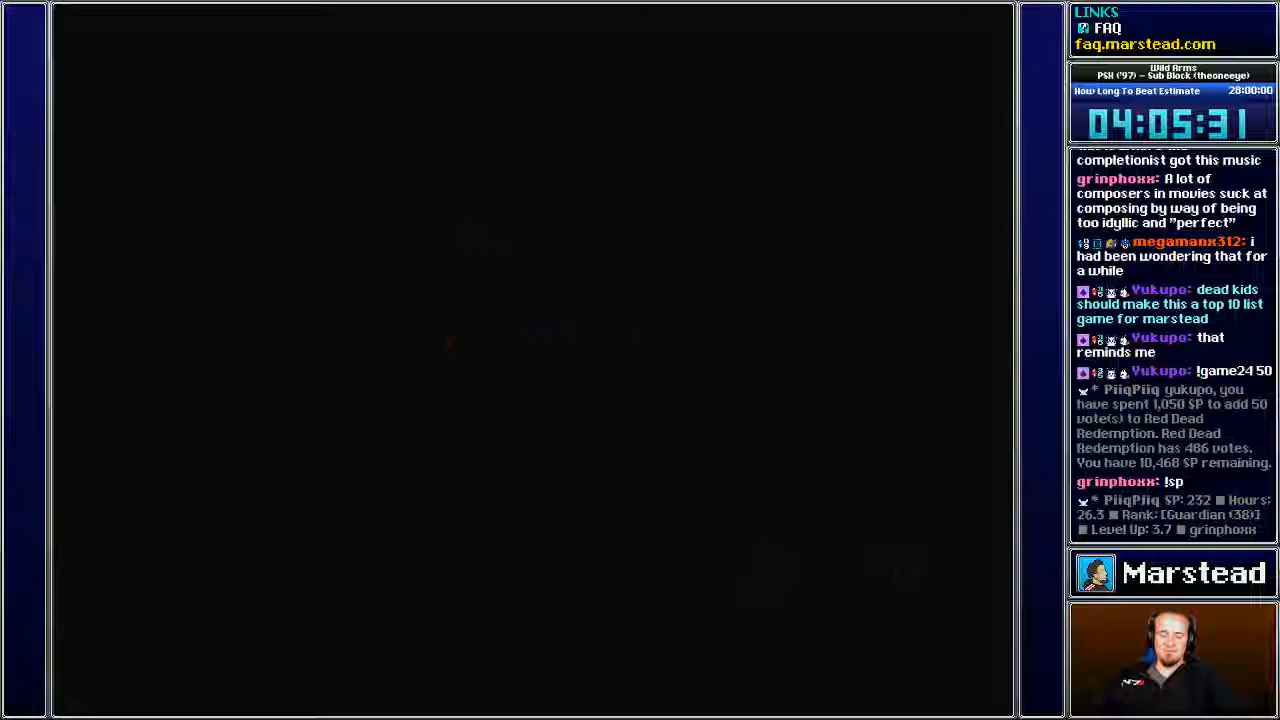 LINKS
FAQ
faq.marstead.com
Wild Arms
PSX ('97) - Sub Block (theoneeye)
How Long To Beat Estimate 28:00:00
04:05:31
completionist got this music
grinphoxx: A lot of
composers in movies suck at
composing by way of being
too idyllic and "perfect"
megamanx312: i
had been wondering that for
a while
Yukupo: dead kids
should make this a top 10 list
game for marstead
Yukupo: that
reminds me
Yukupo: !game24 50
* PiiqPiiq yukupo, you
have spent 1,050 SP to add 50
vote(s) to Red Dead
Redemption. Red Dead
Redemption has 486 votes.
You have 10,468 SP remaining.
grinphoxx: !sp
* PiiqPiiq SP: 232 ■ Hours:
26.3 ■ Rank: [Guardian (38)]
■ Level Up: 3.7 ■ grinphoxx
Marstead
N7